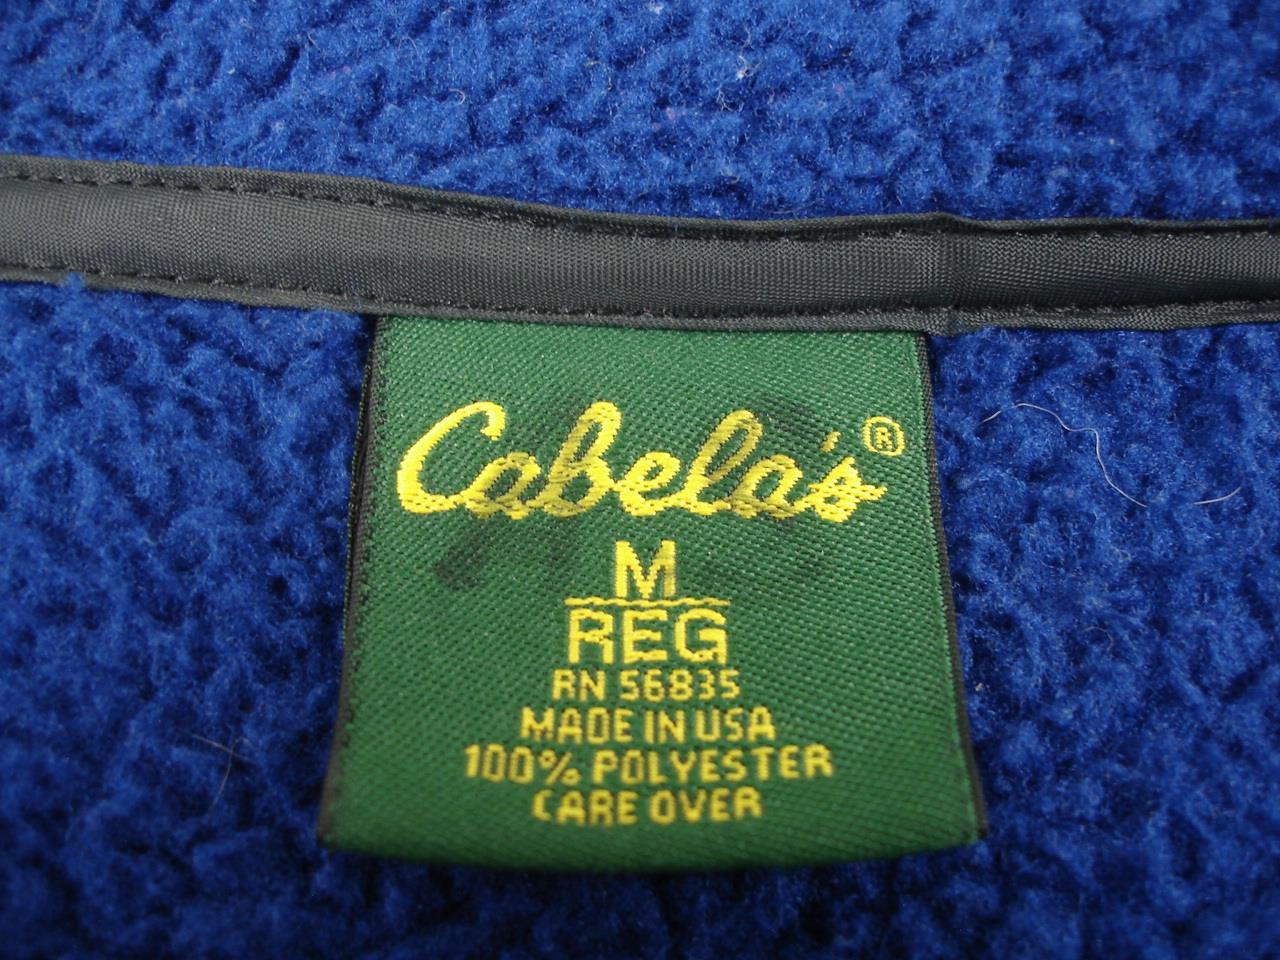 Cabela's®
M
REG
RN 56835
MADE IN USA
100% POLYESTER
CARE OVER